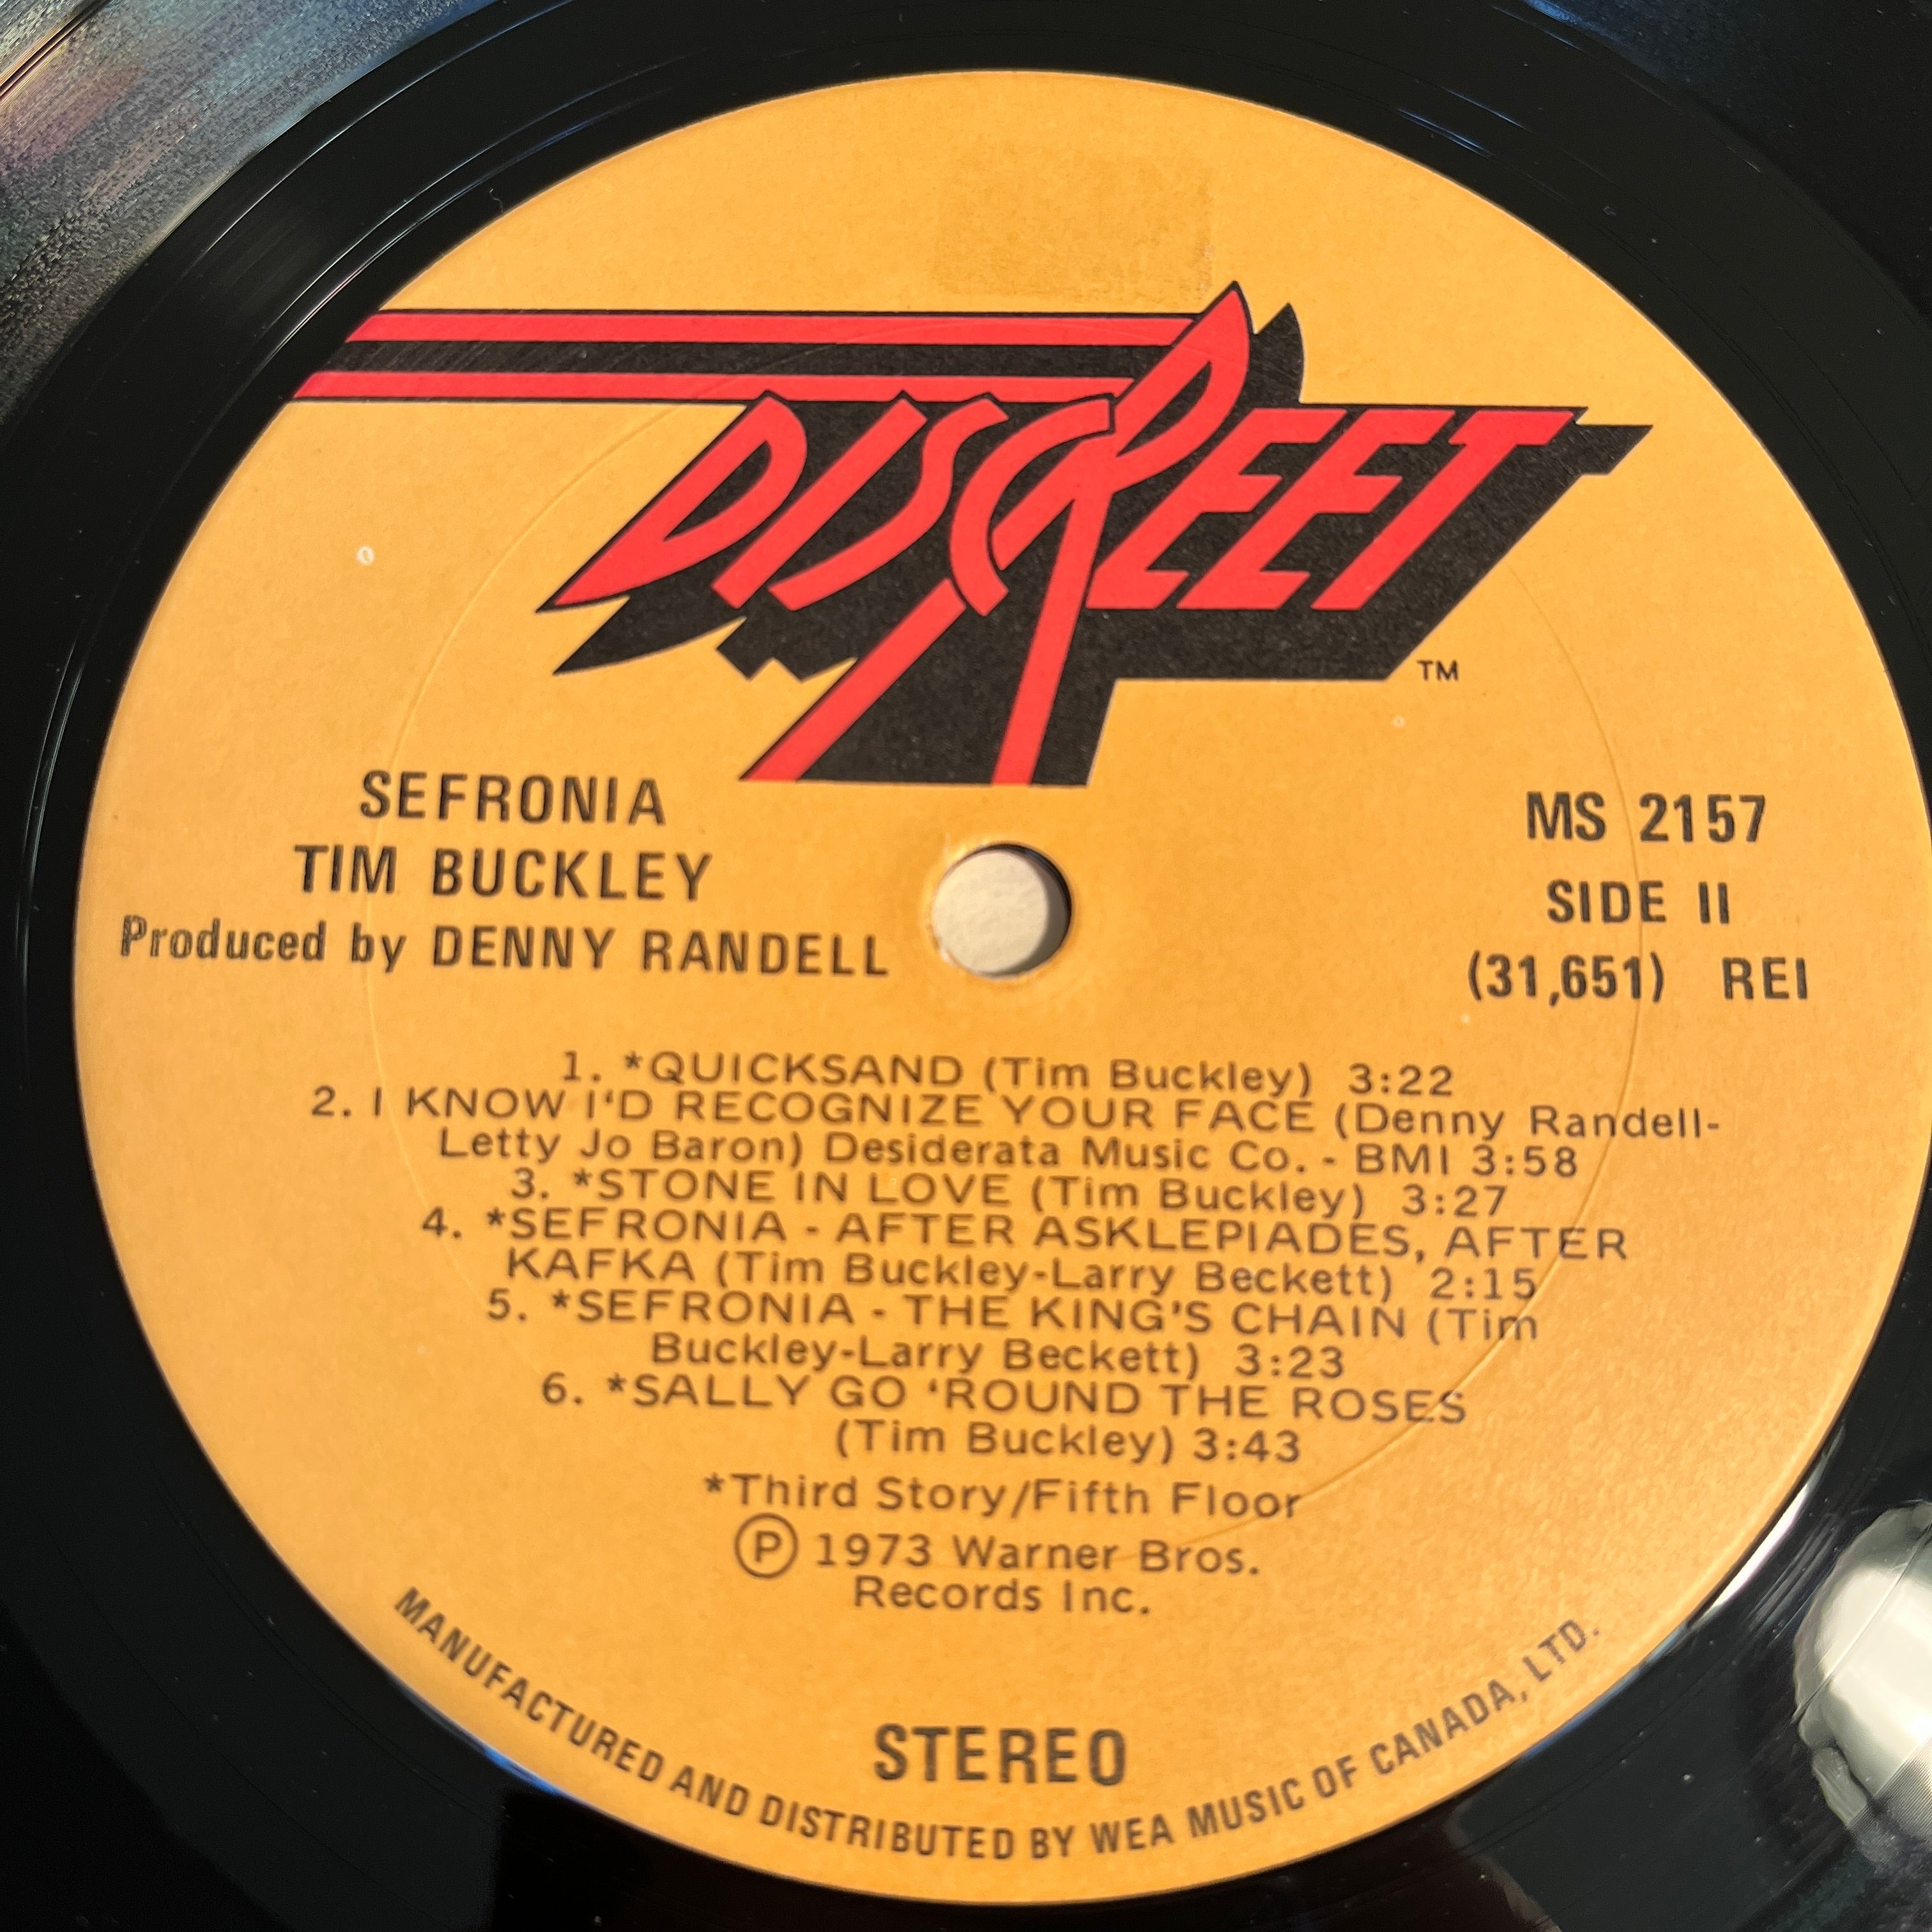 DISCREET
TM
SEFRONIA
TIM BUCKLEY
Produced by DENNY RANDELL
MS 2157
SIDE II
(31,651) REI
1. *QUICKSAND (Tim Buckley) 3:22
2. I KNOW I'D RECOGNIZE YOUR FACE (Denny Randell-
Letty Jo Baron) Desiderata Music Co. - BMI 3:58
3. *STONE IN LOVE (Tim Buckley) 3:27
4. *SEFRONIA - AFTER ASKLEPIADES, AFTER
KAFKA (Tim Buckley-Larry Beckett) 2:15
5. *SEFRONIA - THE KING'S CHAIN (Tim
Buckley-Larry Beckett) 3:23
6. *SALLY GO 'ROUND THE ROSES
(Tim Buckley) 3:43
*Third Story/Fifth Floor
Ⓟ 1973 Warner Bros.
Records Inc.
STEREO
MANUFACTURED AND DISTRIBUTED BY WEA MUSIC OF CANADA, LTD.